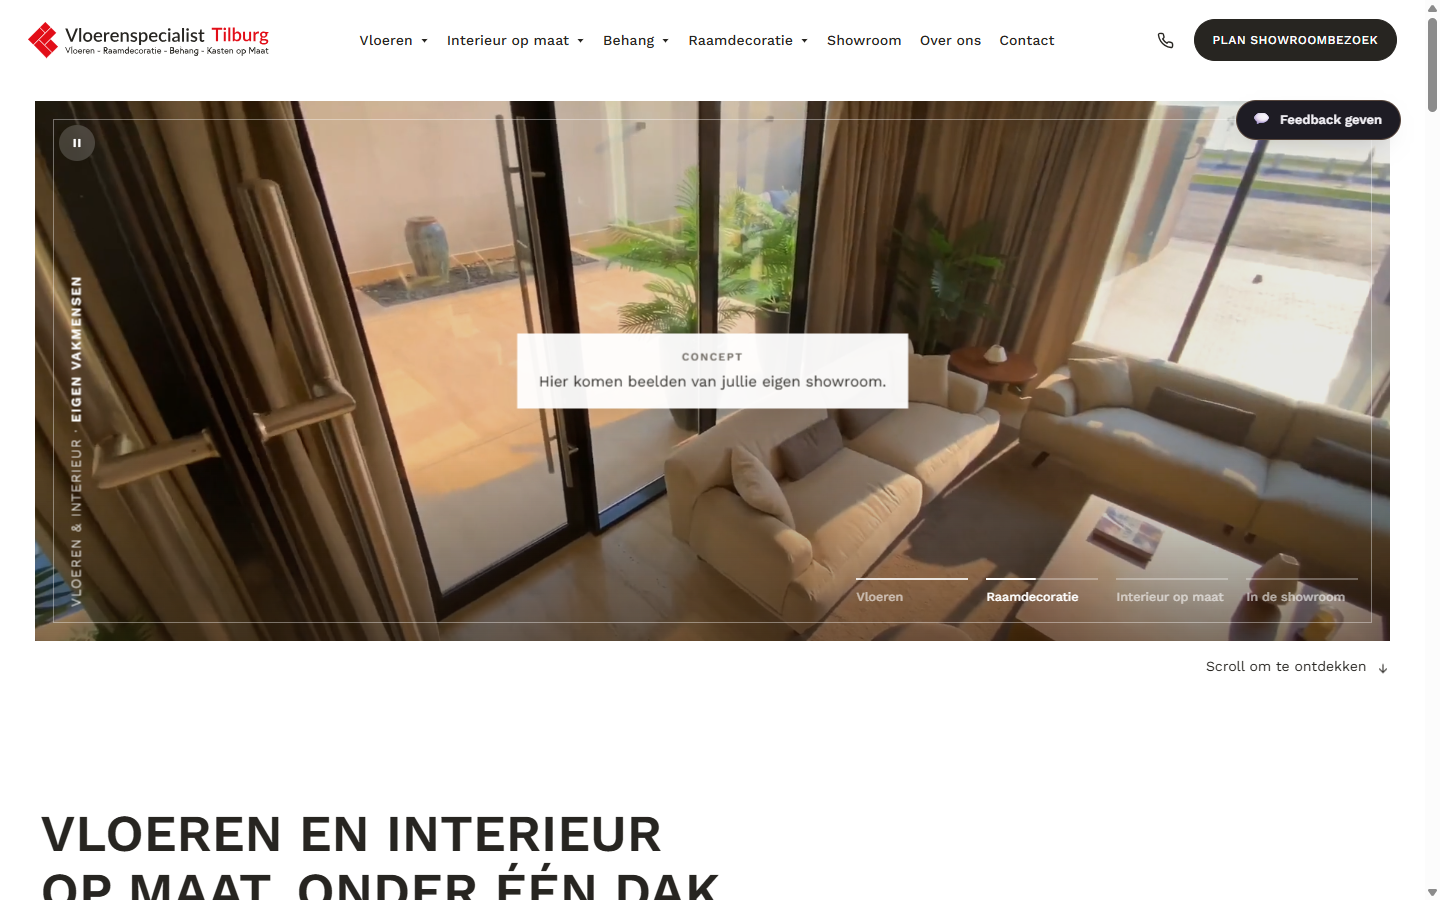 Vloerenspecialist Tilburg
Vloeren - Raamdecoratie - Behang - Kasten op Maat
Vloeren
Interieur op maat
Behang
Raamdecoratie
Showroom
Over ons
Contact
PLAN SHOWROOMBEZOEK
Feedback geven
VLOEREN & INTERIEUR · EIGEN VAKMENSEN
CONCEPT
Hier komen beelden van jullie eigen showroom.
Vloeren
Raamdecoratie
Interieur op maat
In de showroom
Scroll om te ontdekken
VLOEREN EN INTERIEUR
OP MAAT, ONDER ÉÉN DAK